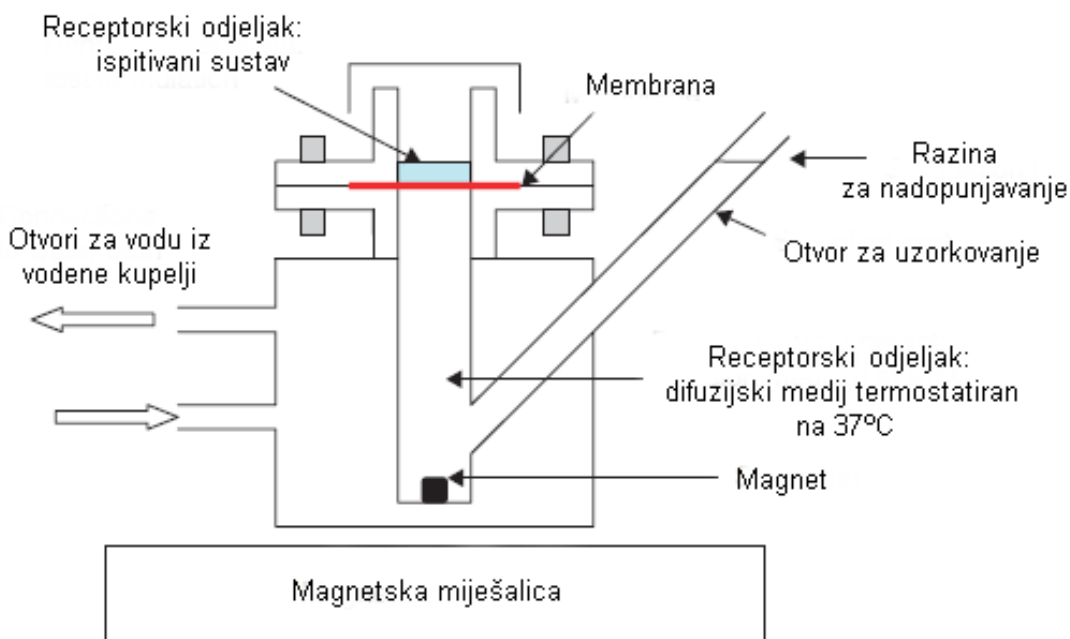 Receptorski odjeljak:
ispitivani sustav
Membrana
Razina
za nadopunjavanje
Otvor za uzorkovanje
Otvori za vodu iz
vodene kupelji
Receptorski odjeljak:
difuzijski medij termostatiran
na 37ºC
Magnet
Magnetska miješalica